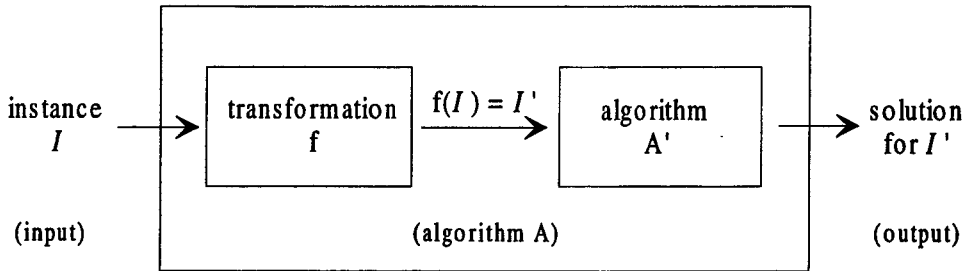 instance
I
transformation
f
f(I) = I'
algorithm
A'
solution
for I'
(input)
(algorithm A)
(output)